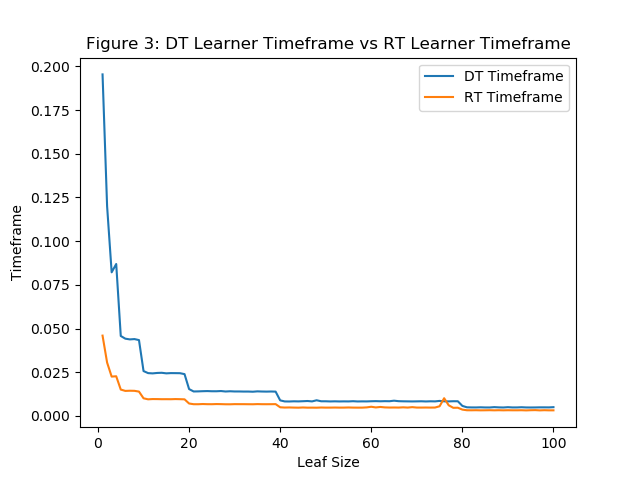 Figure 3: DT Learner Timeframe vs RT Learner Timeframe
DT Timeframe
RT Timeframe
0.200
0.175
0.150
0.125
0.100
0.075
0.050
0.025
0.000
Timeframe
0 20 40 60 80 100
Leaf Size